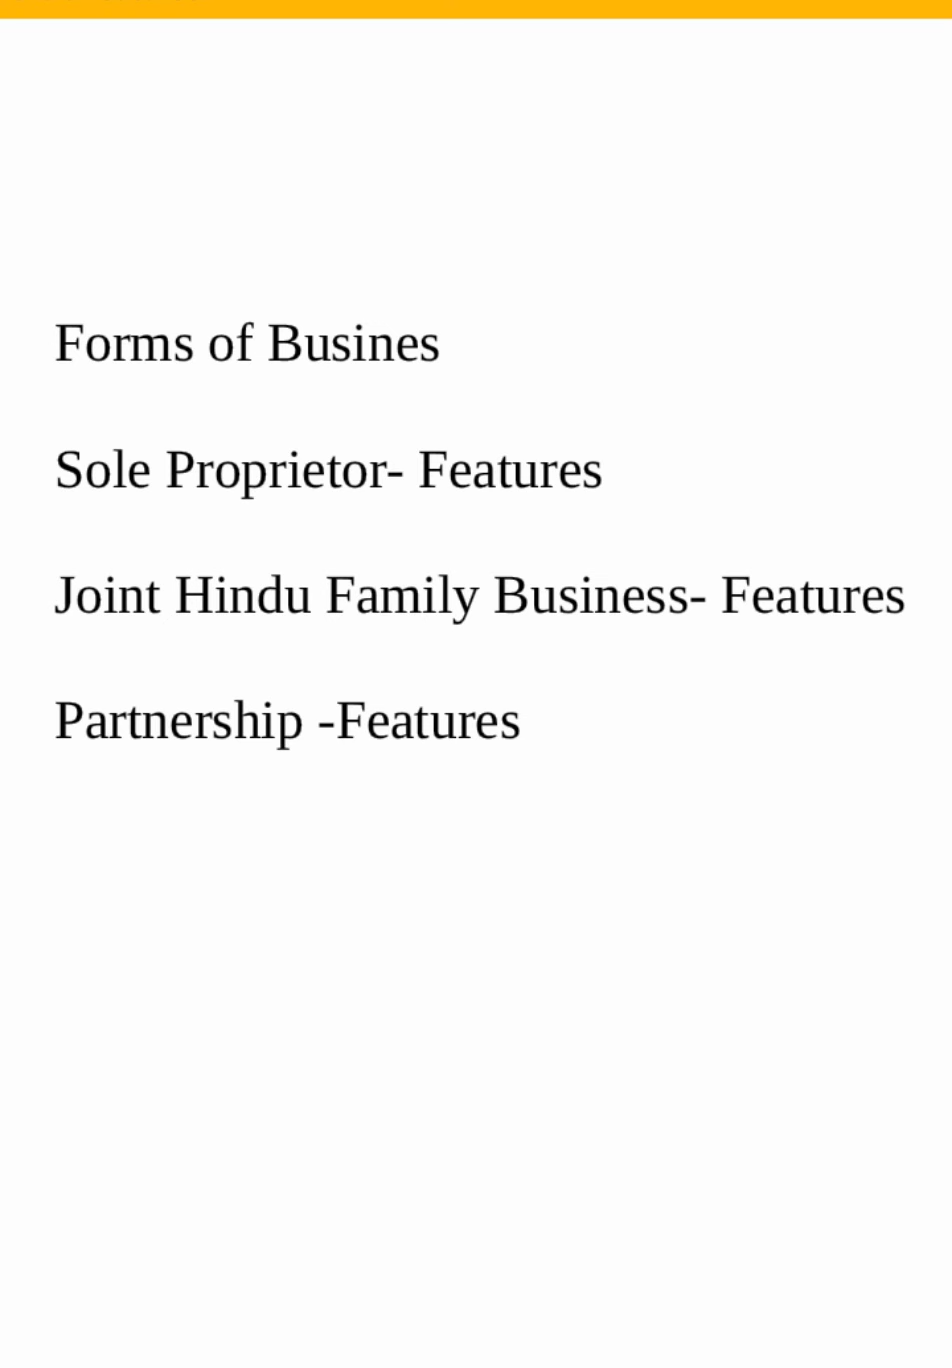 Forms of Busines
Sole Proprietor- Features
Joint Hindu Family Business- Features
Partnership -Features